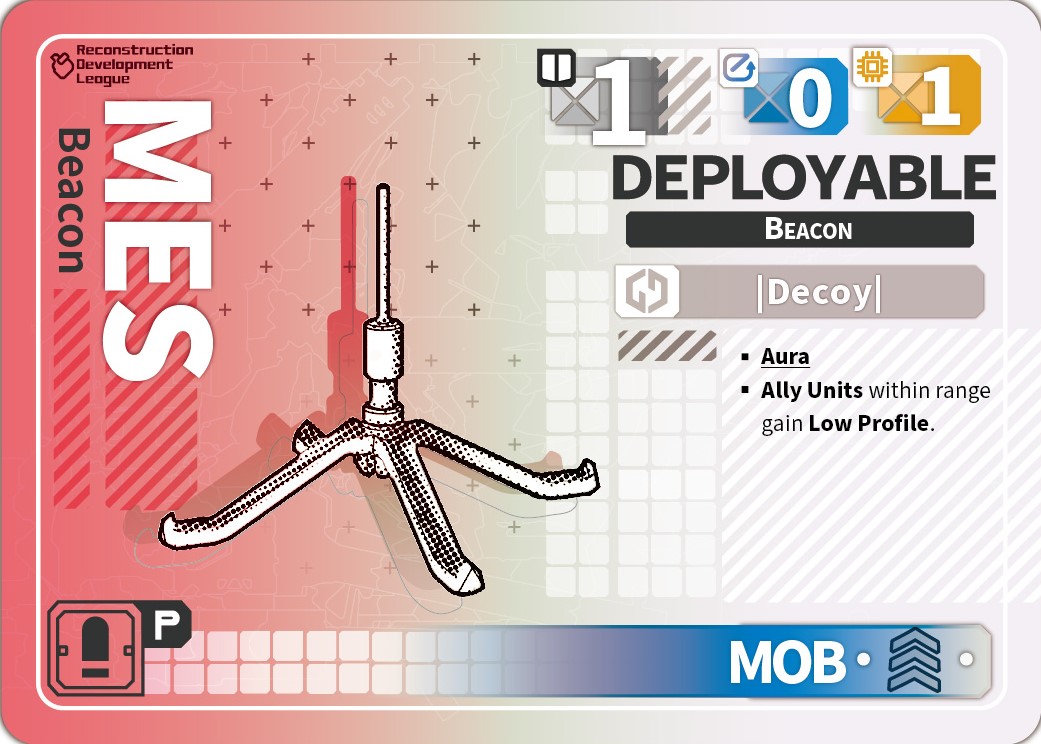 Reconstruction
Development
League
MES
Beacon
1
0
1
DEPLOYABLE
BEACON
|Decoy|
▪ Aura
▪ Ally Units within range
gain Low Profile.
P
MOB